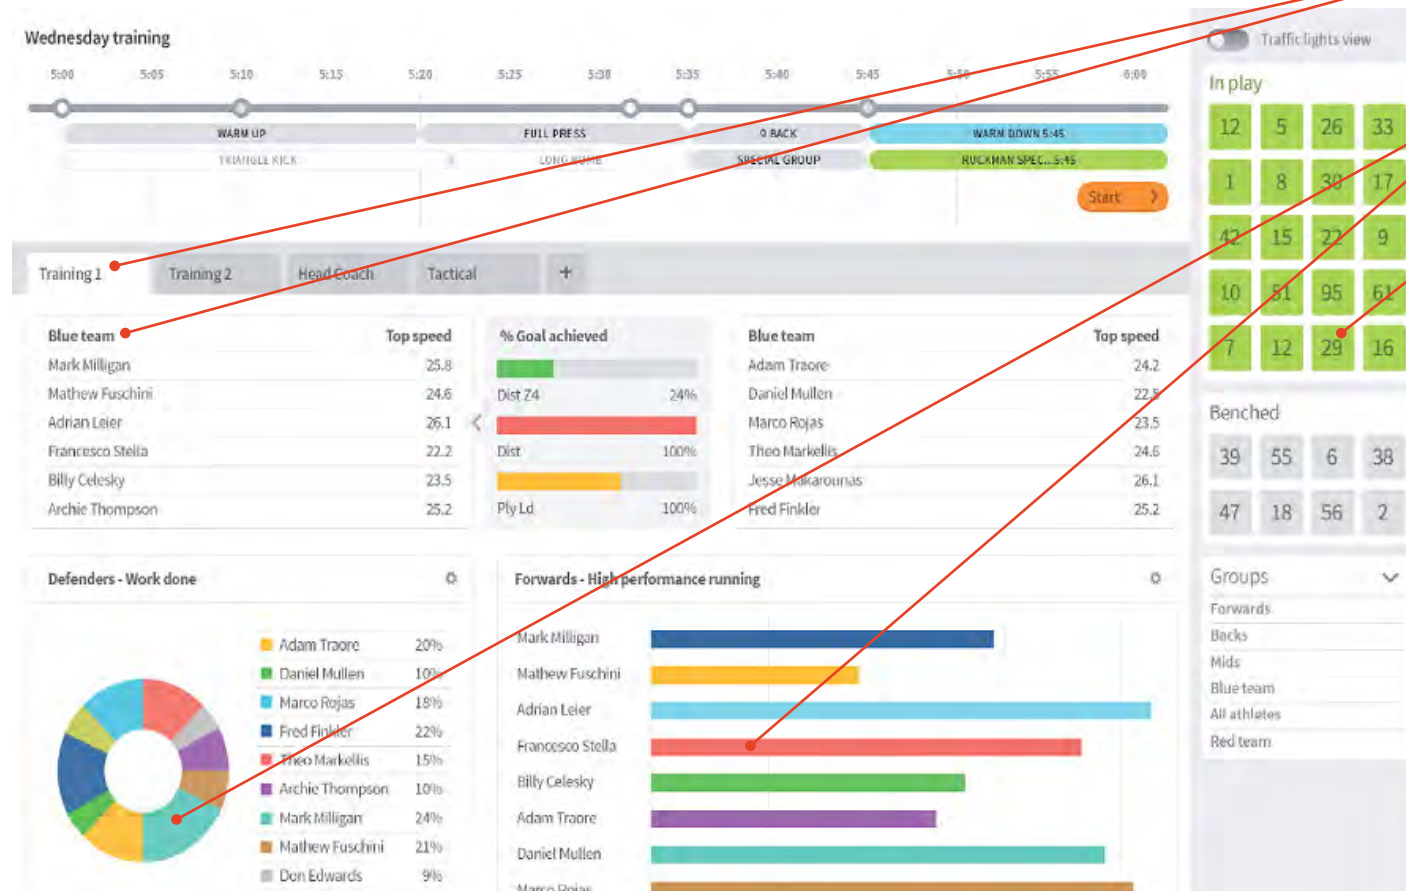 Wednesday training
Traffic lights view
5:00 5:05 5:10 5:15 5:20 5:25 5:30 5:35 5:40 5:45 5:50 5:55 6:00
In play
WARM UP FULL PRESS 9 BACK WARM DOWN 5:45
TRIANGLE KICK LONG BOMB SPECIAL GROUP RUCKMAN SPEC...5:45
Start
12 5 26 33
1 8 30 17
42 15 22 9
10 51 95 61
7 12 29 16
Training 1 Training 2 Head Coach Tactical +
Blue team Top speed
Mark Milligan 25.8
Mathew Fuschini 24.6
Adrian Leier 26.1
Francesco Stella 22.2
Billy Celesky 23.5
Archie Thompson 25.2
% Goal achieved
Dist Z4 24%
Dist 100%
Ply Ld 100%
Blue team Top speed
Adam Traore 24.2
Daniel Mullen 22.5
Marco Rojas 23.5
Theo Markellis 24.6
Jesse Makarounas 26.1
Fred Finkler 25.2
Benched
39 55 6 38
47 18 56 2
Groups
Forwards
Backs
Mids
Blue team
All athletes
Red team
Defenders - Work done
Adam Traore 20%
Daniel Mullen 10%
Marco Rojas 18%
Fred Finkler 22%
Theo Markellis 15%
Archie Thompson 10%
Mark Milligan 24%
Mathew Fuschini 21%
Don Edwards 9%
Forwards - High performance running
Mark Milligan
Mathew Fuschini
Adrian Leier
Francesco Stella
Billy Celesky
Adam Traore
Daniel Mullen
Marco Rojas